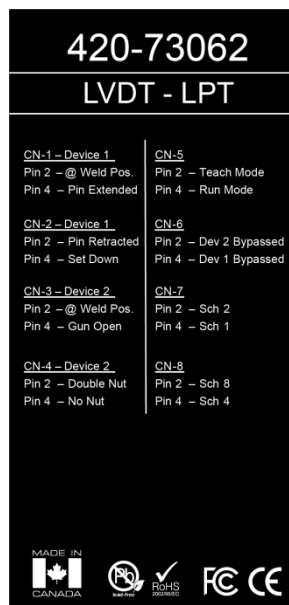 420-73062
LVDT - LPT
CN-1 – Device 1
Pin 2 – @ Weld Pos.
Pin 4 – Pin Extended
CN-2 – Device 1
Pin 2 – Pin Retracted
Pin 4 – Set Down
CN-3 – Device 2
Pin 2 – @ Weld Pos.
Pin 4 – Gun Open
CN-4 – Device 2
Pin 2 – Double Nut
Pin 4 – No Nut
CN-5
Pin 2 – Teach Mode
Pin 4 – Run Mode
CN-6
Pin 2 – Dev 2 Bypassed
Pin 4 – Dev 1 Bypassed
CN-7
Pin 2 – Sch 2
Pin 4 – Sch 1
CN-8
Pin 2 – Sch 8
Pin 4 – Sch 4
MADE IN
CANADA
Pb
lead-free
RoHS
2002/95/EC
FC CE